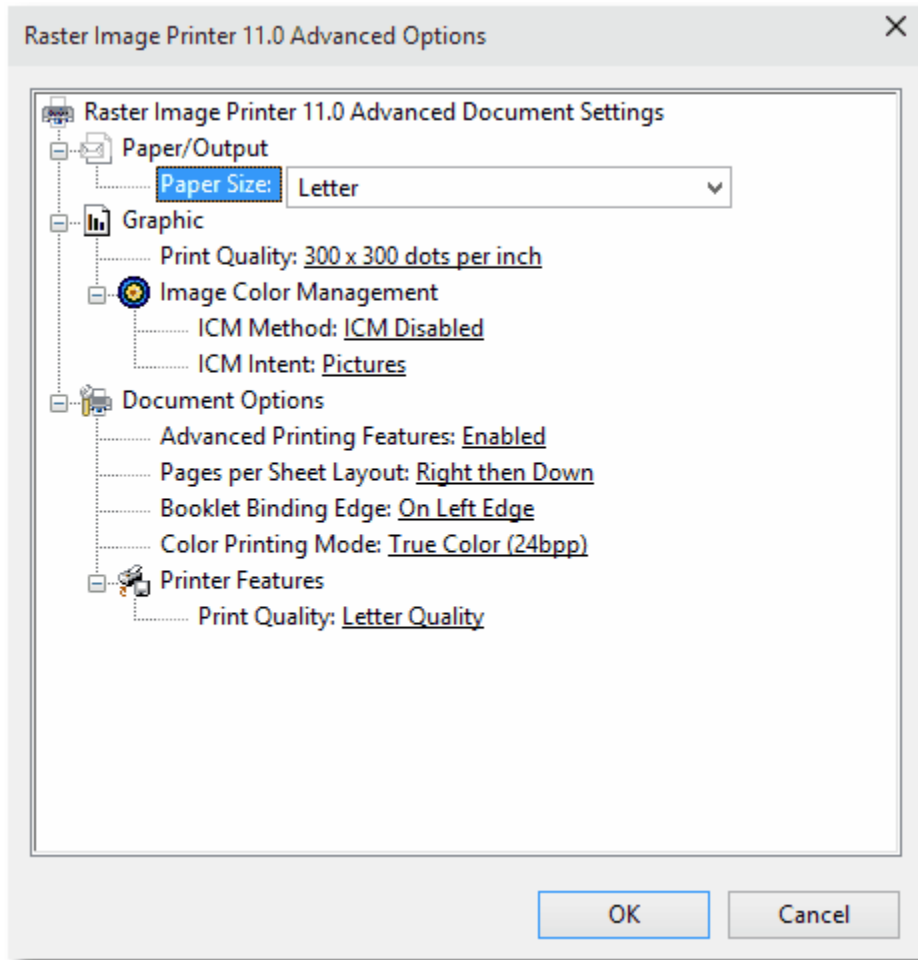 Raster Image Printer 11.0 Advanced Options
Raster Image Printer 11.0 Advanced Document Settings
Paper/Output
Paper Size: Letter
Graphic
Print Quality: 300 x 300 dots per inch
Image Color Management
ICM Method: ICM Disabled
ICM Intent: Pictures
Document Options
Advanced Printing Features: Enabled
Pages per Sheet Layout: Right then Down
Booklet Binding Edge: On Left Edge
Color Printing Mode: True Color (24bpp)
Printer Features
Print Quality: Letter Quality
OK Cancel